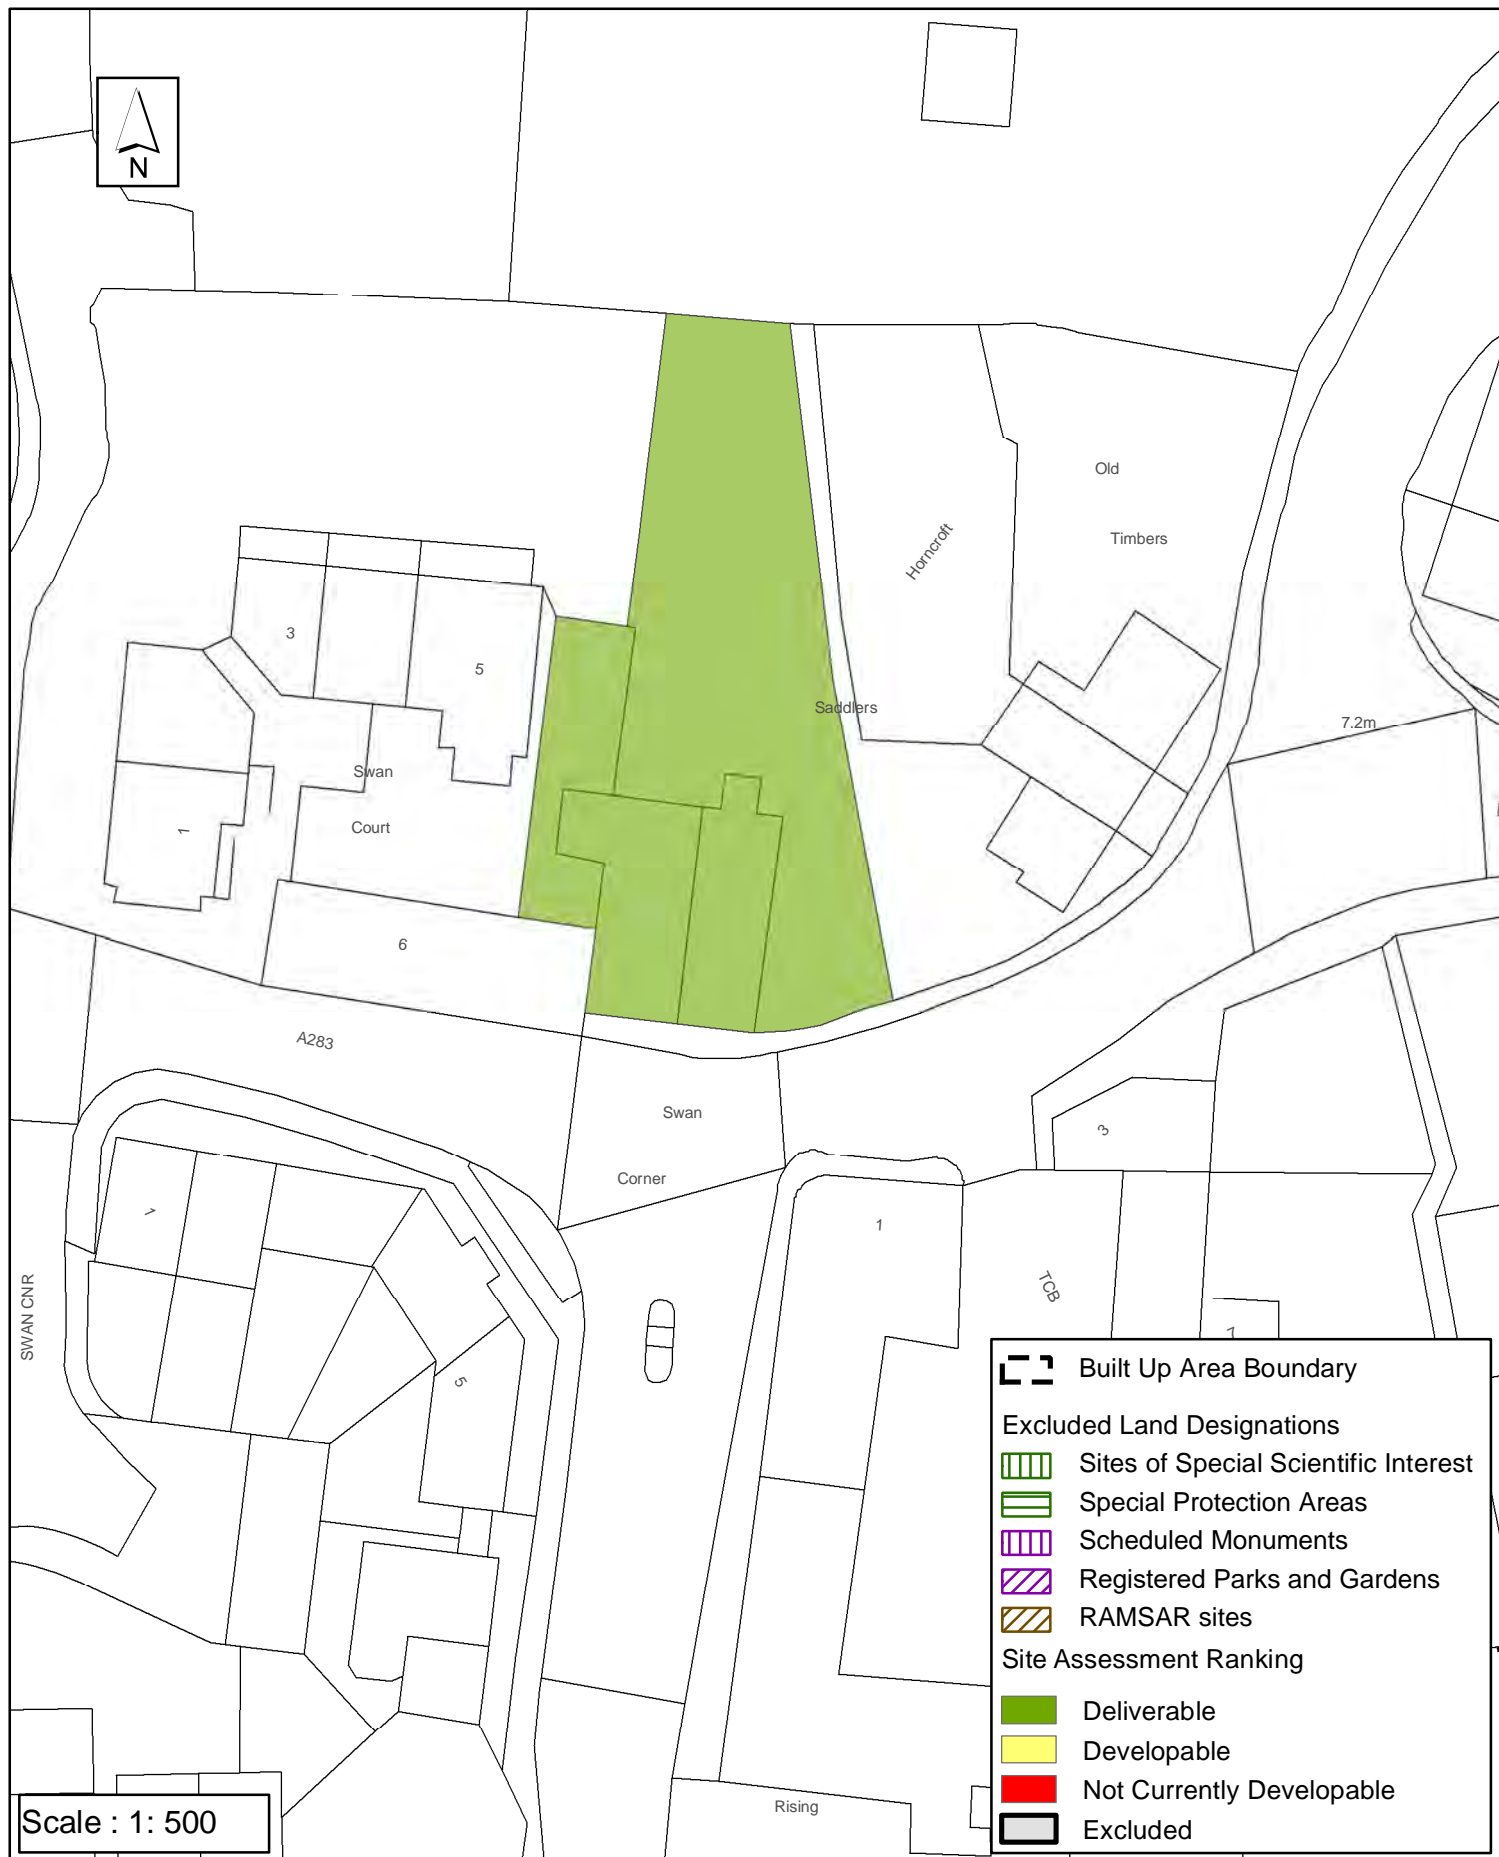 N
Old
Timbers
Horncroft
3
5
Saddlers
7.2m
Swan
Court
1
6
A283
Swan
Corner
3
1
1
TCB
SWAN CNR
7
5
Rising
Built Up Area Boundary
Excluded Land Designations
Sites of Special Scientific Interest
Special Protection Areas
Scheduled Monuments
Registered Parks and Gardens
RAMSAR sites
Site Assessment Ranking
Deliverable
Developable
Not Currently Developable
Excluded
Scale : 1: 500